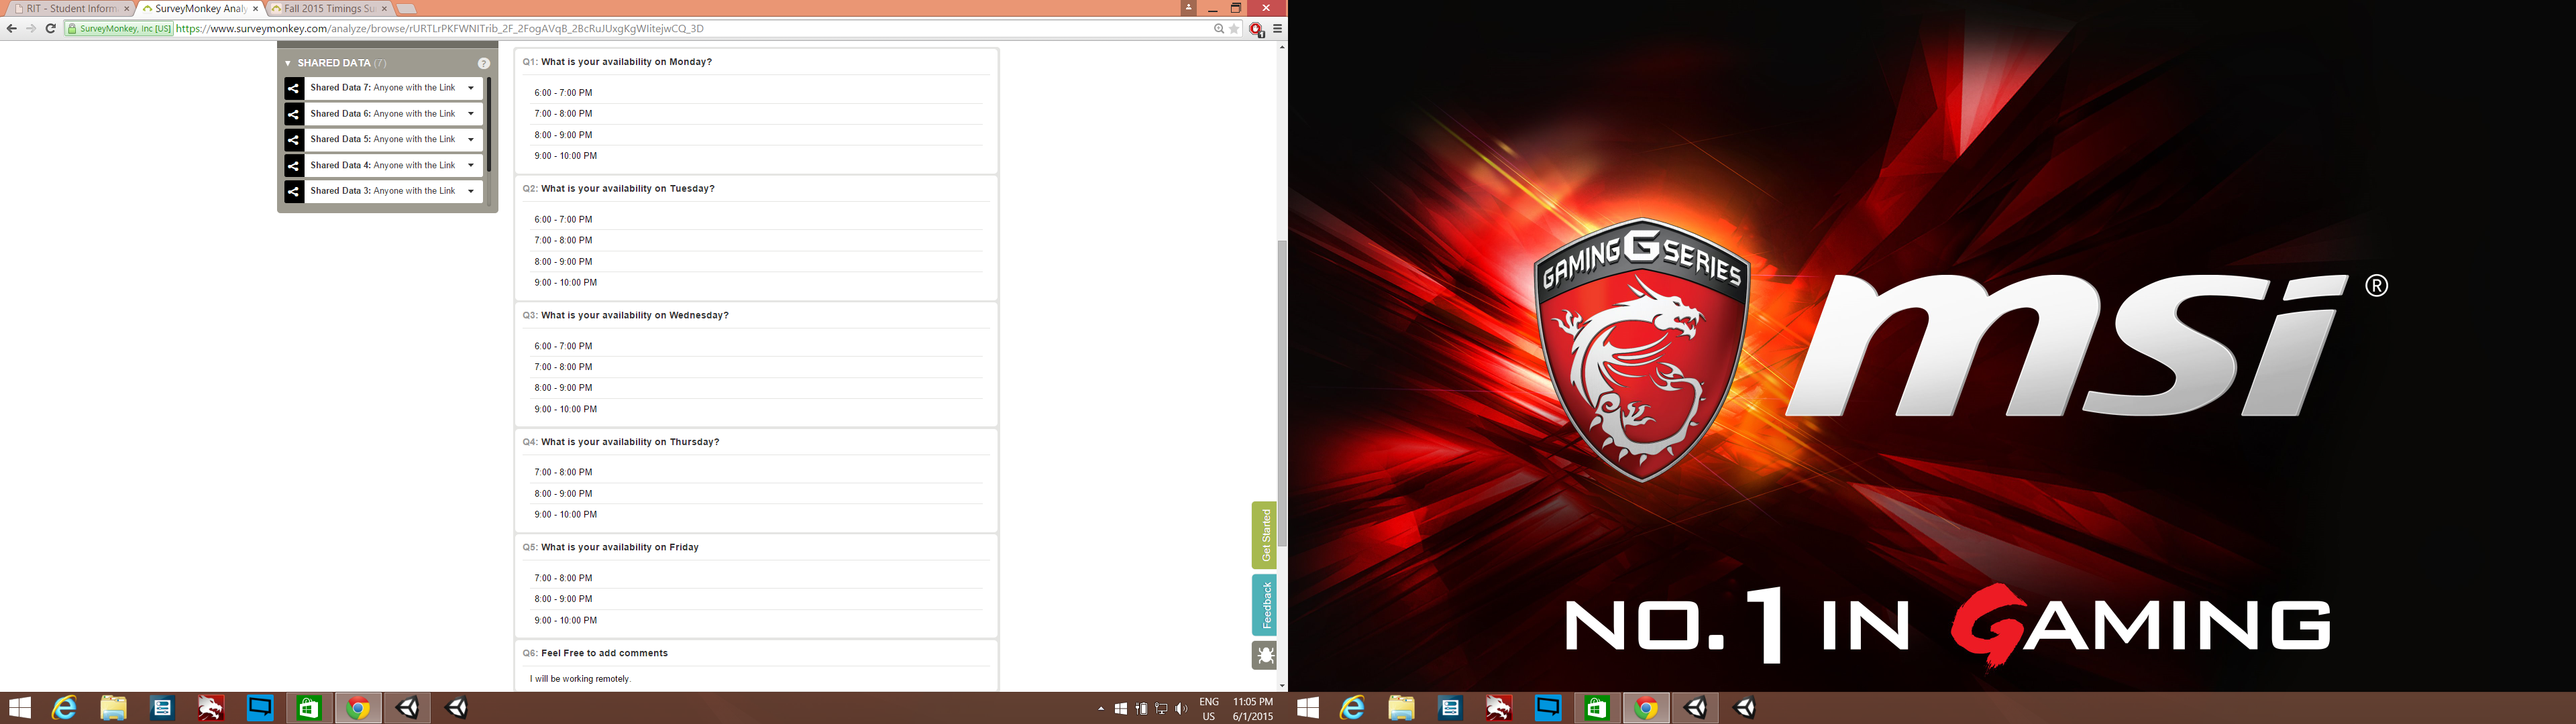 RIT - Student Inform
SurveyMonkey Analy
Fall 2015 Timings Su
SurveyMonkey, Inc [US]
https://www.surveymonkey.com/analyze/browse/rURTLrPKFWNITrib_2F_2FogAVqB_2BcRuJUxgKgWIitejwCQ_3D
SHARED DATA (7)
?
Shared Data 7: Anyone with the Link
Shared Data 6: Anyone with the Link
Shared Data 5: Anyone with the Link
Shared Data 4: Anyone with the Link
Shared Data 3: Anyone with the Link
Q1: What is your availability on Monday?
6:00 - 7:00 PM
7:00 - 8:00 PM
8:00 - 9:00 PM
9:00 - 10:00 PM
Q2: What is your availability on Tuesday?
6:00 - 7:00 PM
7:00 - 8:00 PM
8:00 - 9:00 PM
9:00 - 10:00 PM
Q3: What is your availability on Wednesday?
6:00 - 7:00 PM
7:00 - 8:00 PM
8:00 - 9:00 PM
9:00 - 10:00 PM
Q4: What is your availability on Thursday?
7:00 - 8:00 PM
8:00 - 9:00 PM
9:00 - 10:00 PM
Q5: What is your availability on Friday
7:00 - 8:00 PM
8:00 - 9:00 PM
9:00 - 10:00 PM
Q6: Feel Free to add comments
I will be working remotely.
Get Started
Feedback
ENG
US
11:05 PM
6/1/2015
GAMING G SERIES
msi ®
NO.1 IN GAMING